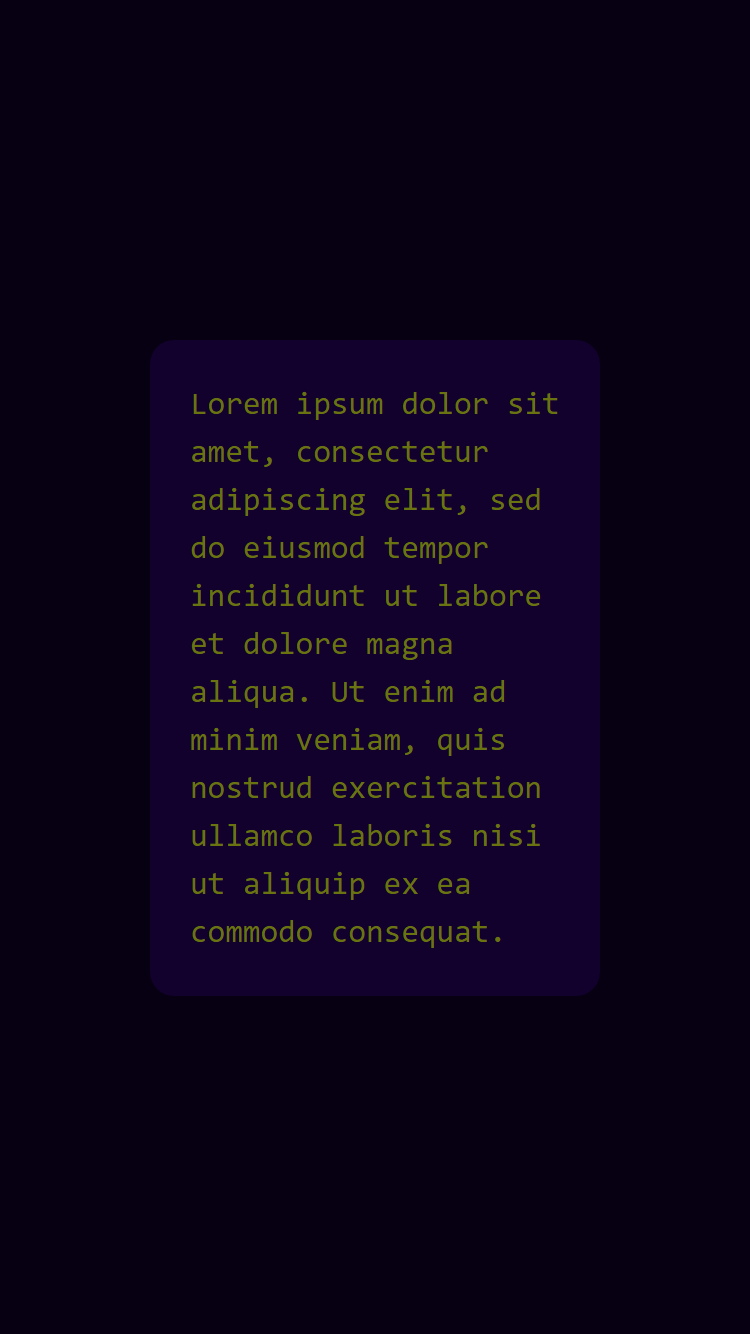 Lorem ipsum dolor sit
amet, consectetur
adipiscing elit, sed
do eiusmod tempor
incididunt ut labore
et dolore magna
aliqua. Ut enim ad
minim veniam, quis
nostrud exercitation
ullamco laboris nisi
ut aliquip ex ea
commodo consequat.